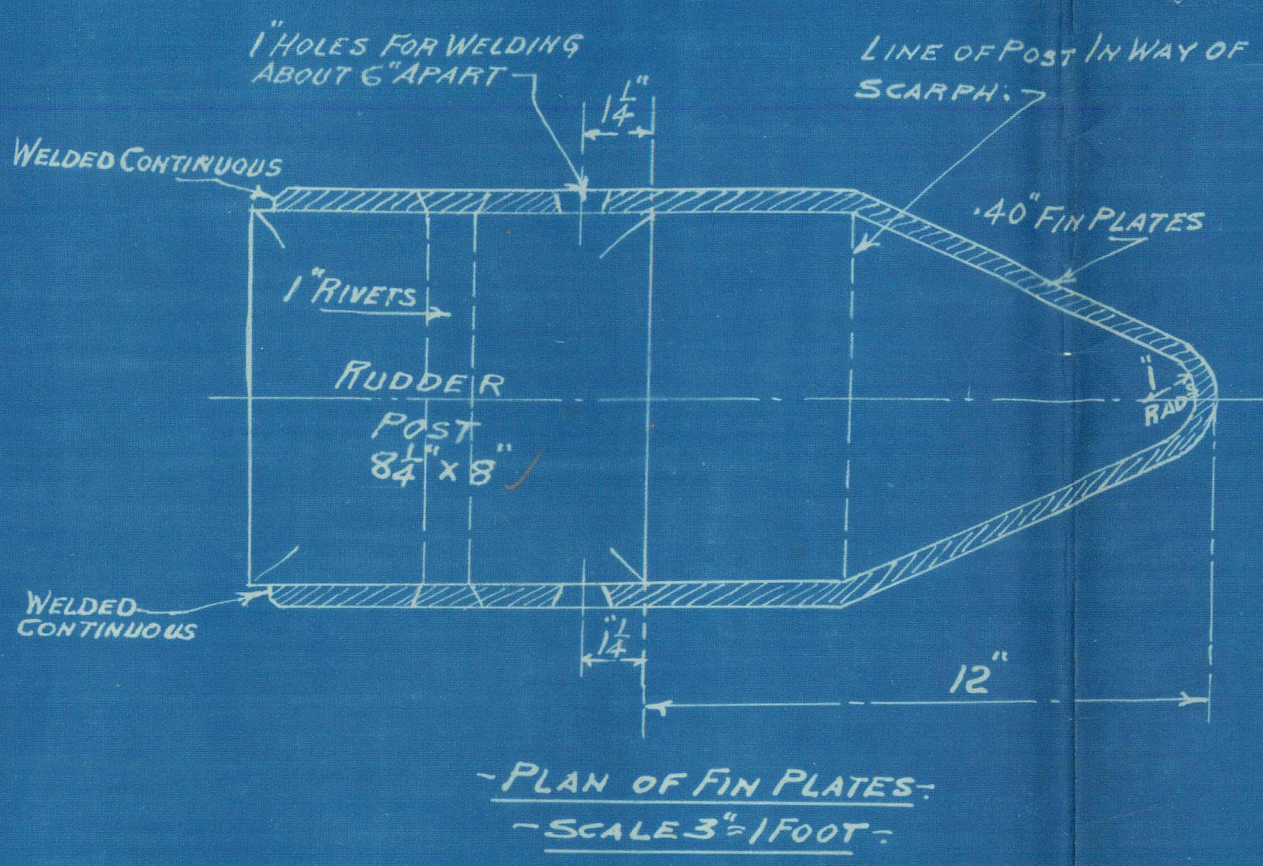 1" HOLES FOR WELDING
ABOUT 6" APART
1 1/4"
LINE OF POST IN WAY OF
SCARPH.
WELDED CONTINUOUS
.40" FIN PLATES
1" RIVETS
RUDDER
POST
8 1/4" x 8"
1"
RAD
WELDED
CONTINUOUS
1 1/4"
12"
- PLAN OF FIN PLATES -
- SCALE 3" = 1 FOOT -